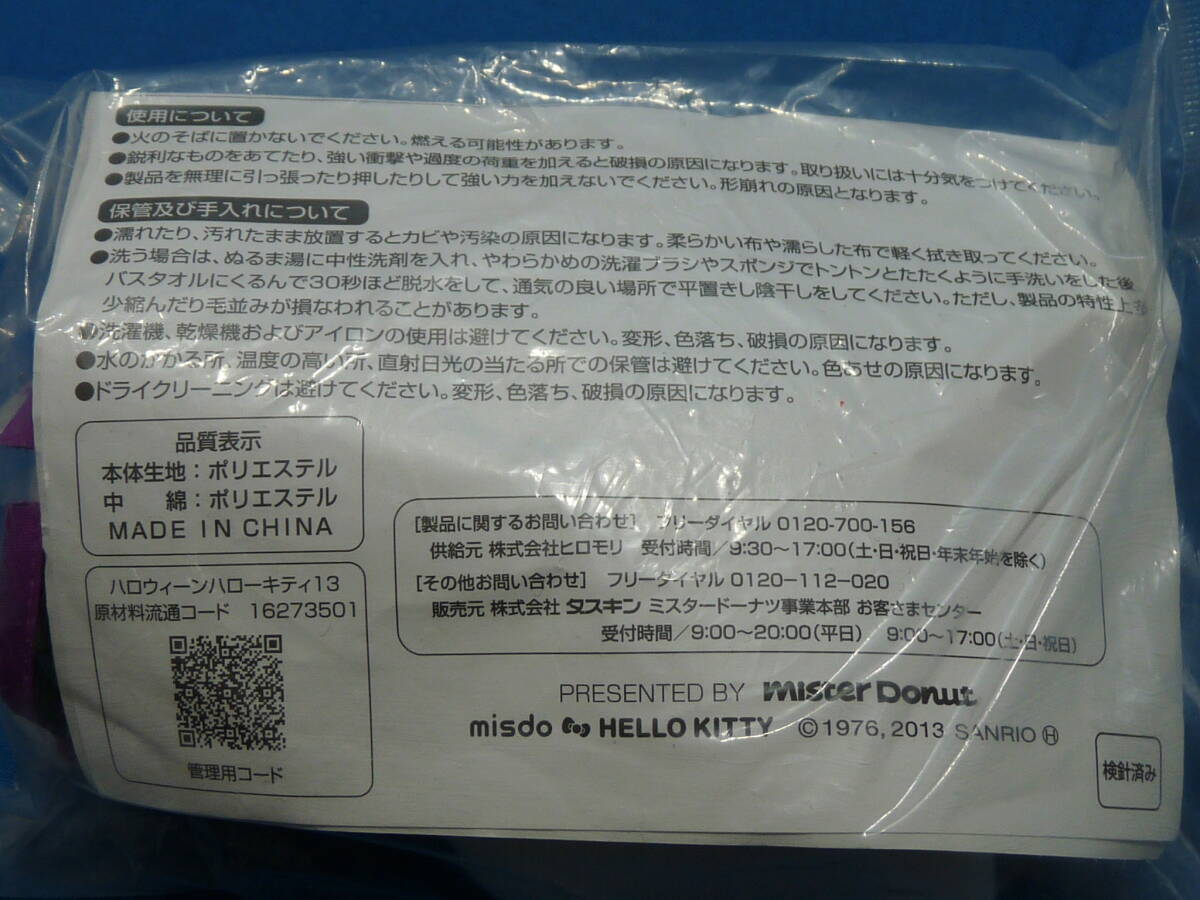 使用について
●火のそばに置かないでください。燃える可能性があります。
●鋭利なものをあてたり、強い衝撃や過度の荷重を加えると破損の原因になります。取り扱いには十分気をつけてください。
●製品を無理に引っ張ったり押したりして強い力を加えないでください。形崩れの原因となります。
保管及び手入れについて
●濡れたり、汚れたまま放置するとカビや汚染の原因になります。柔らかい布や濡らした布で軽く拭き取ってください。
●洗う場合は、ぬるま湯に中性洗剤を入れ、やわらかめの洗濯ブラシやスポンジでトントンとたたくように手洗いをした後
バスタオルにくるんで30秒ほど脱水をして、通気の良い場所で平置きし陰干しをしてください。ただし、製品の特性上多
少縮んだり毛並みが損なわれることがあります。
●洗濯機、乾燥機およびアイロンの使用は避けてください。変形、色落ち、破損の原因になります。
●水のかかる所、温度の高い所、直射日光の当たる所での保管は避けてください。色あせの原因になります。
●ドライクリーニングは避けてください。変形、色落ち、破損の原因になります。
品質表示
本体生地：ポリエステル
中　綿：ポリエステル
MADE IN CHINA
ハロウィーンハローキティ13
原材料流通コード 16273501
管理用コード
[製品に関するお問い合わせ] フリーダイヤル 0120-700-156
供給元 株式会社ヒロモリ 受付時間/9:30～17:00(土・日・祝日・年末年始を除く)
[その他お問い合わせ] フリーダイヤル 0120-112-020
販売元 株式会社 ダスキン ミスタードーナツ事業本部 お客さまセンター
受付時間/9:00～20:00(平日) 9:00～17:00(土・日・祝日)
PRESENTED BY mister Donut
misdo HELLO KITTY ©1976, 2013 SANRIO Ⓗ
検針済み